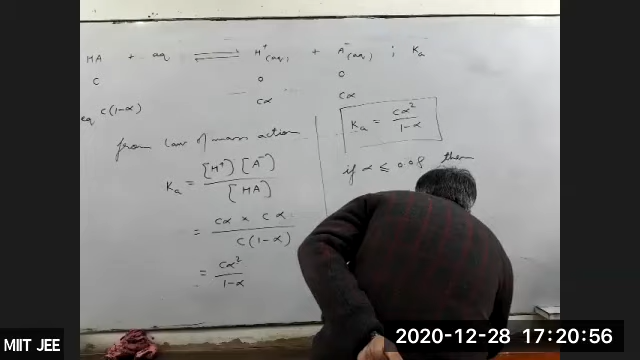 HA + aq ⇌ H⁺(aq) + A⁻(aq) ; Ka
C 0 0
eq C(1-α) Cα Cα
from Law of mass action
Ka = [H⁺] [A⁻] / [HA]
= Cα × Cα / C(1-α)
= Cα² / 1-α
Ka = Cα² / 1-α
if α ≤ 0.08 then
MIIT JEE
2020-12-28 17:20:56